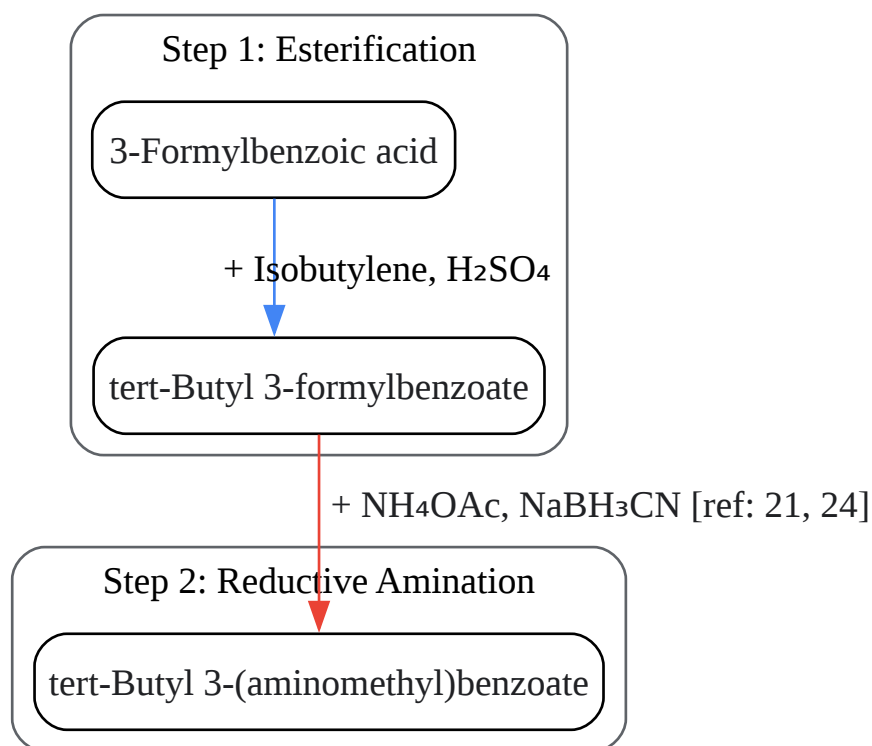 Step 1: Esterification
3-Formylbenzoic acid
+ Isobutylene, H₂SO₄
tert-Butyl 3-formylbenzoate
+ NH₄OAc, NaBH₃CN [ref: 21, 24]
Step 2: Reductive Amination
tert-Butyl 3-(aminomethyl)benzoate